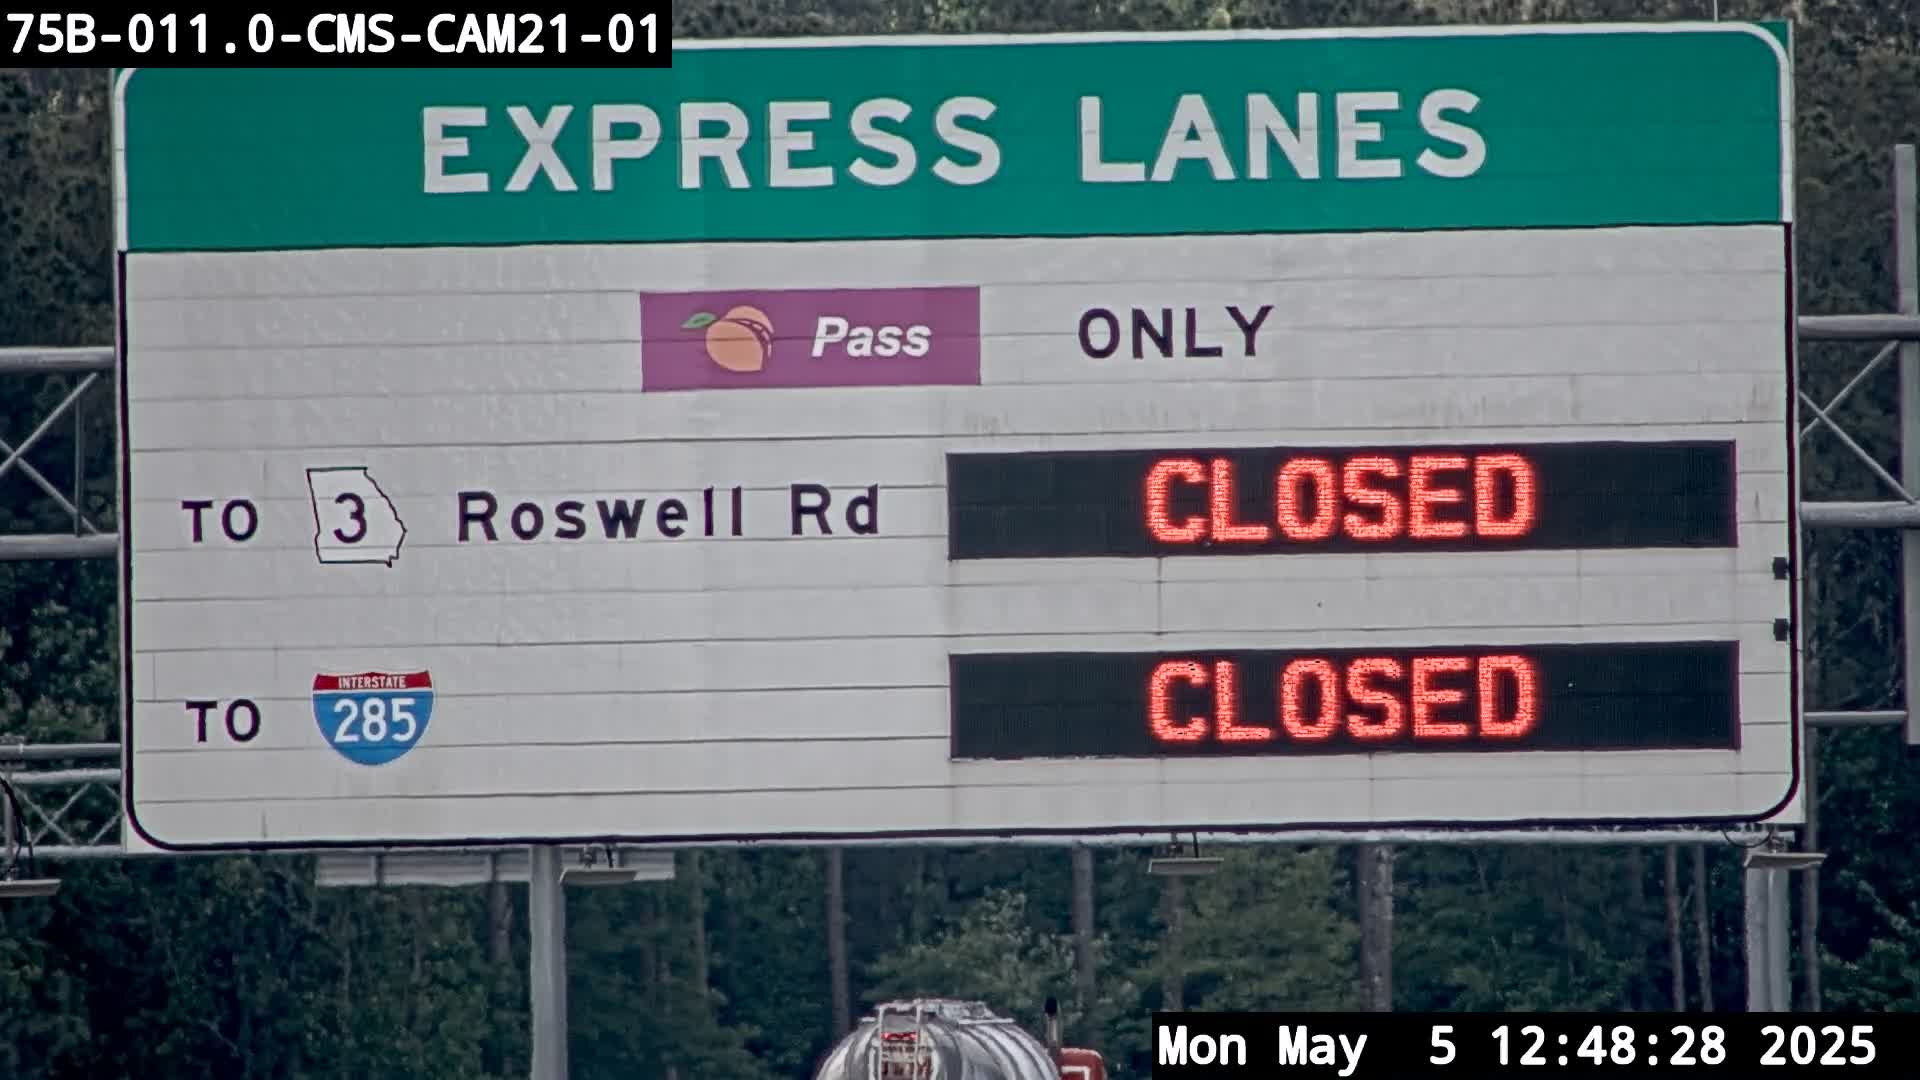 75B-011.0-CMS-CAM21-01
EXPRESS LANES
Pass ONLY
TO 3 Roswell Rd CLOSED
INTERSTATE
TO 285 CLOSED
Mon May 5 12:48:28 2025